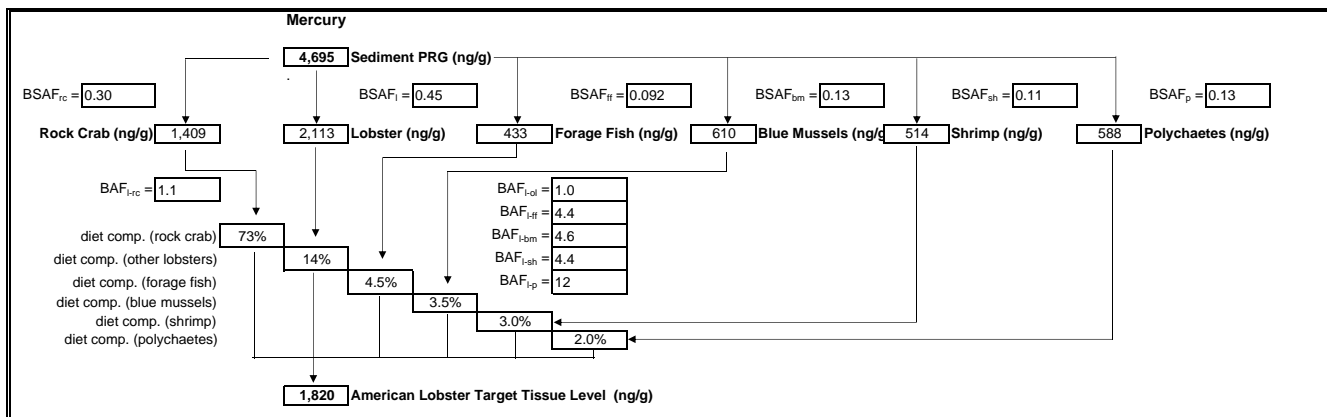 Mercury
4,695 Sediment PRG (ng/g)
.
BSAFrc = 0.30 BSAFl = 0.45 BSAFff = 0.092 BSAFbm = 0.13 BSAFsh = 0.11 BSAFp = 0.13
Rock Crab (ng/g) 1,409 2,113 Lobster (ng/g) 433 Forage Fish (ng/g) 610 Blue Mussels (ng/g 514 Shrimp (ng/g) 588 Polychaetes (ng/g)
BAFl-rc = 1.1 BAFl-ol = 1.0
BAFl-ff = 4.4
BAFl-bm = 4.6
BAFl-sh = 4.4
BAFl-p = 12
diet comp. (rock crab) 73%
diet comp. (other lobsters) 14%
diet comp. (forage fish) 4.5%
diet comp. (blue mussels) 3.5%
diet comp. (shrimp) 3.0%
diet comp. (polychaetes) 2.0%
1,820 American Lobster Target Tissue Level (ng/g)